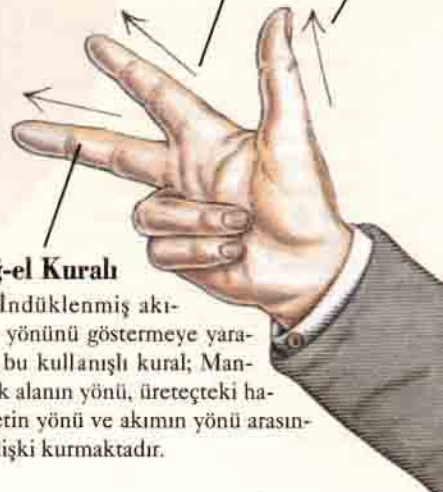 ğ-el Kuralı
İndüklenmiş akı-
yönünü göstermeye yara-
bu kullanışlı kural; Man-
k alanın yönü, üreteçteki ha-
etin yönü ve akımın yönü arasın-
lişki kurmaktadır.